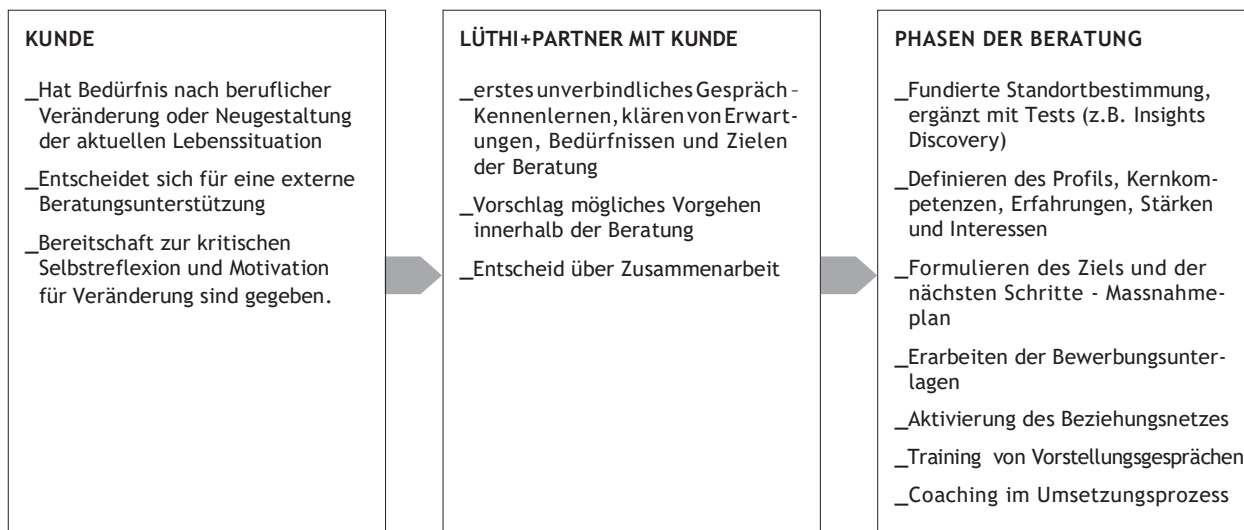 KUNDE
_Hat Bedürfnis nach beruflicher
Veränderung oder Neugestaltung
der aktuellen Lebenssituation
_Entscheidet sich für eine externe
Beratungsunterstützung
_Bereitschaft zur kritischen
Selbstreflexion und Motivation
für Veränderung sind gegeben.
LÜTHI+PARTNER MIT KUNDE
_erstes unverbindliches Gespräch –
Kennenlernen, klären von Erwart-
ungen, Bedürfnissen und Zielen
der Beratung
_Vorschlag mögliches Vorgehen
innerhalb der Beratung
_Entscheid über Zusammenarbeit
PHASEN DER BERATUNG
_Fundierte Standortbestimmung,
ergänzt mit Tests (z.B. Insights
Discovery)
_Definieren des Profils, Kernkom-
petenzen, Erfahrungen, Stärken
und Interessen
_Formulieren des Ziels und der
nächsten Schritte - Massnahme-
plan
_Erarbeiten der Bewerbungsunter-
lagen
_Aktivierung des Beziehungsnetzes
_Training von Vorstellungsgesprächen
_Coaching im Umsetzungsprozess